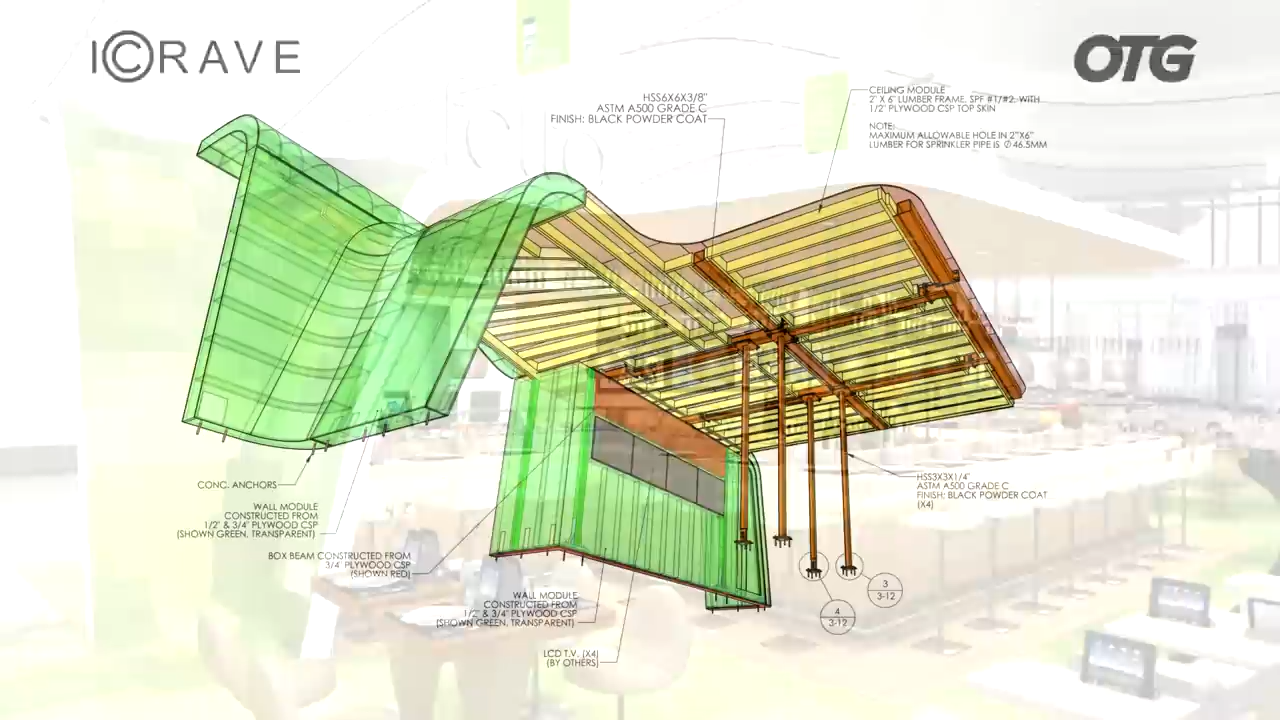 ICRAVE
OTG
HSS6X6X3/8"
ASTM A500 GRADE C
FINISH: BLACK POWDER COAT
CEILING MODULE
2" X 6" LUMBER FRAME, SPF #1/#2, WITH
1/2" PLYWOOD CSP TOP SKIN
NOTE:
MAXIMUM ALLOWABLE HOLE IN 2"X6"
LUMBER FOR SPRINKLER PIPE IS Ø46.5MM
CONC. ANCHORS
WALL MODULE
CONSTRUCTED FROM
1/2" & 3/4" PLYWOOD CSP
(SHOWN GREEN, TRANSPARENT)
BOX BEAM CONSTRUCTED FROM
3/4" PLYWOOD CSP
(SHOWN RED)
WALL MODULE
CONSTRUCTED FROM
1/2" & 3/4" PLYWOOD CSP
(SHOWN GREEN, TRANSPARENT)
LCD T.V. (X4)
(BY OTHERS)
HSS3X3X1/4"
ASTM A500 GRADE C
FINISH: BLACK POWDER COAT
(X4)
3
3-12
4
3-12